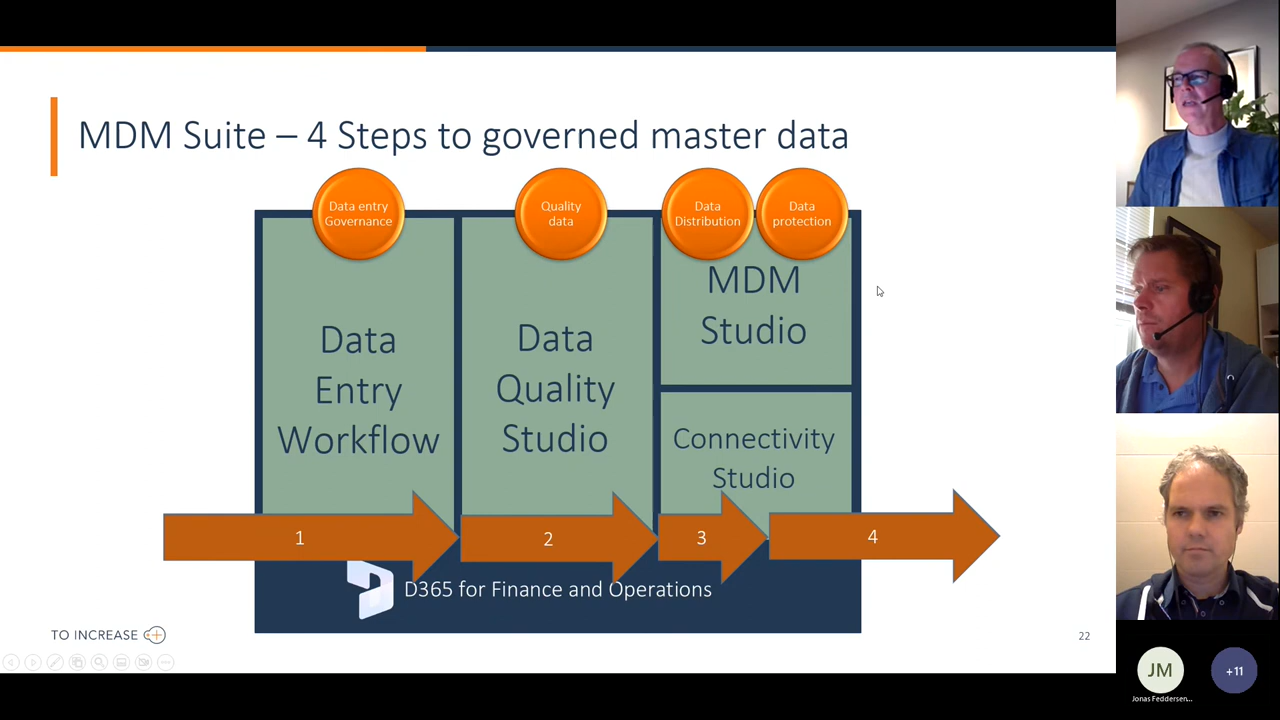 MDM Suite – 4 Steps to governed master data
Data entry
Governance
Quality
data
Data
Distribution
Data
protection
Data
Entry
Workflow
Data
Quality
Studio
MDM
Studio
Connectivity
Studio
1
2
3
4
D365 for Finance and Operations
TO INCREASE
22
JM
Jonas Feddersen...
+11